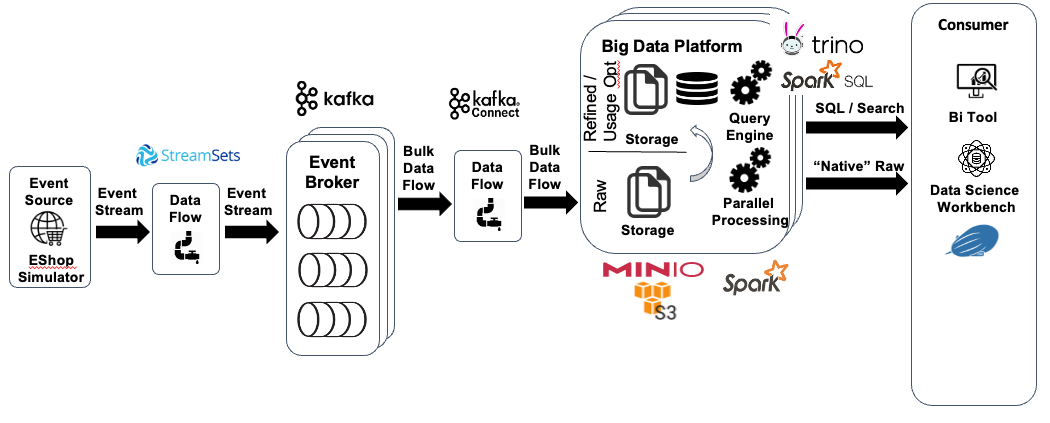 Event
Source
EShop
Simulator
Event
Stream
StreamSets
Data
Flow
Event
Stream
kafka
Event
Broker
Bulk
Data
Flow
kafka®
Connect
Data
Flow
Bulk
Data
Flow
Big Data Platform
Refined /
Usage Opt
Storage
Query
Engine
Raw
Storage
Parallel
Processing
MINIO
S3
Spark
trino
Spark SQL
SQL / Search
“Native” Raw
Consumer
Bi Tool
Data Science
Workbench